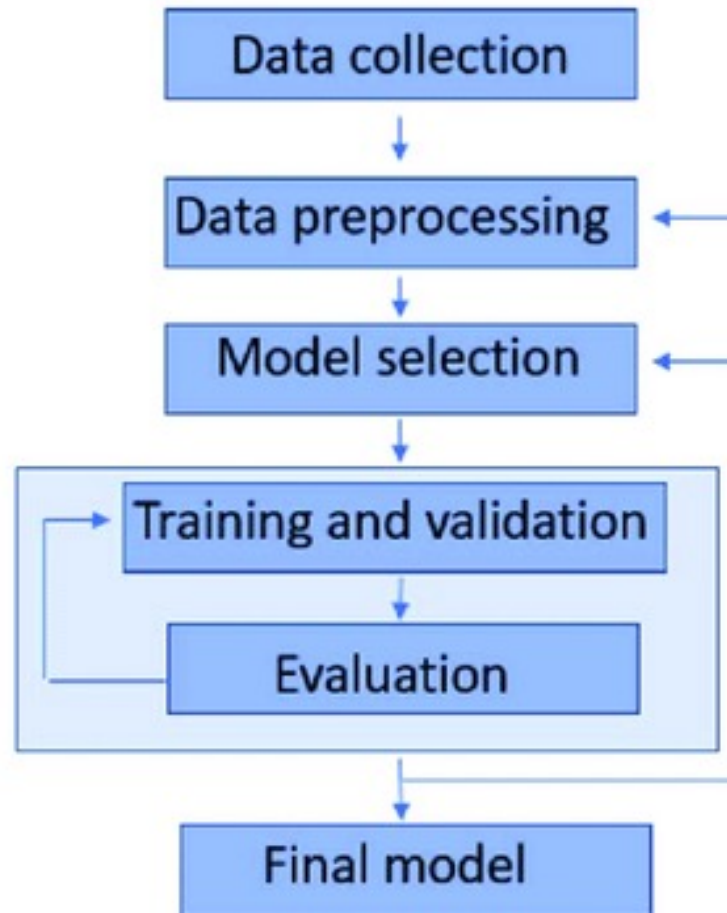 Data collection
Data preprocessing
Model selection
Training and validation
Evaluation
Final model